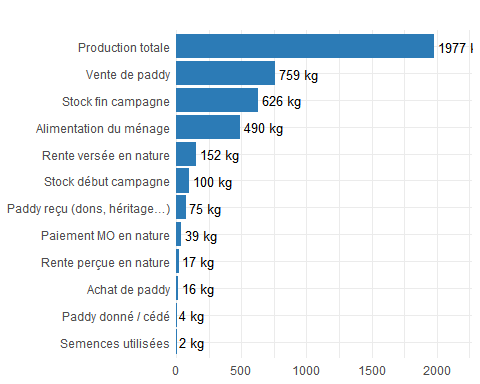 Production totale 1977 k
Vente de paddy 759 kg
Stock fin campagne 626 kg
Alimentation du ménage 490 kg
Rente versée en nature 152 kg
Stock début campagne 100 kg
Paddy reçu (dons, héritage…) 75 kg
Paiement MO en nature 39 kg
Rente perçue en nature 17 kg
Achat de paddy 16 kg
Paddy donné / cédé 4 kg
Semences utilisées 2 kg
0 500 1000 1500 2000